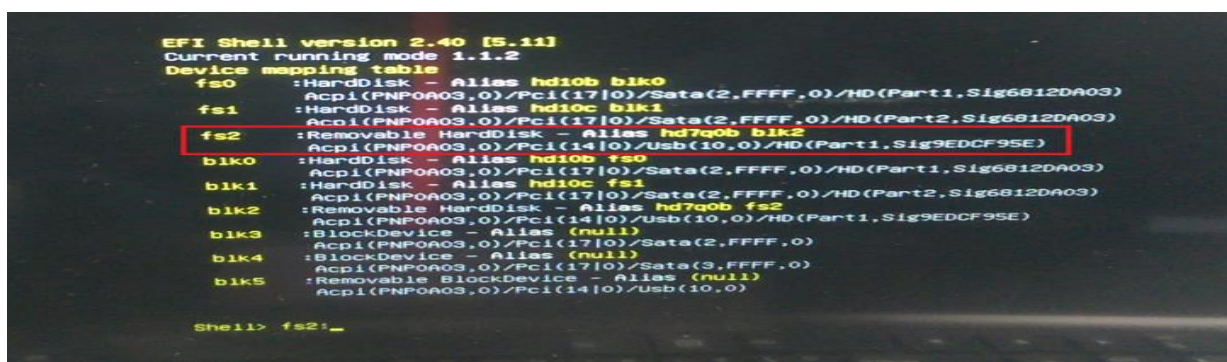 EFI Shell version 2.40 [5.11]
Current running mode 1.1.2
Device mapping table
fs0 :HardDisk - Alias hd10b blk0
Acpi(PNP0A03,0)/Pci(17|0)/Sata(2,FFFF,0)/HD(Part1,Sig6812DA03)
fs1 :HardDisk - Alias hd10c blk1
Acpi(PNP0A03,0)/Pci(17|0)/Sata(2,FFFF,0)/HD(Part2,Sig6812DA03)
fs2 :Removable HardDisk - Alias hd7q0b blk2
Acpi(PNP0A03,0)/Pci(14|0)/Usb(10,0)/HD(Part1,Sig9EDCF95E)
blk0 :HardDisk - Alias hd10b fs0
Acpi(PNP0A03,0)/Pci(17|0)/Sata(2,FFFF,0)/HD(Part1,Sig6812DA03)
blk1 :HardDisk - Alias hd10c fs1
Acpi(PNP0A03,0)/Pci(17|0)/Sata(2,FFFF,0)/HD(Part2,Sig6812DA03)
blk2 :Removable HardDisk - Alias hd7q0b fs2
Acpi(PNP0A03,0)/Pci(14|0)/Usb(10,0)/HD(Part1,Sig9EDCF95E)
blk3 :BlockDevice - Alias (null)
Acpi(PNP0A03,0)/Pci(17|0)/Sata(2,FFFF,0)
blk4 :BlockDevice - Alias (null)
Acpi(PNP0A03,0)/Pci(17|0)/Sata(3,FFFF,0)
blk5 :Removable BlockDevice - Alias (null)
Acpi(PNP0A03,0)/Pci(14|0)/Usb(10,0)
Shell> fs2:_